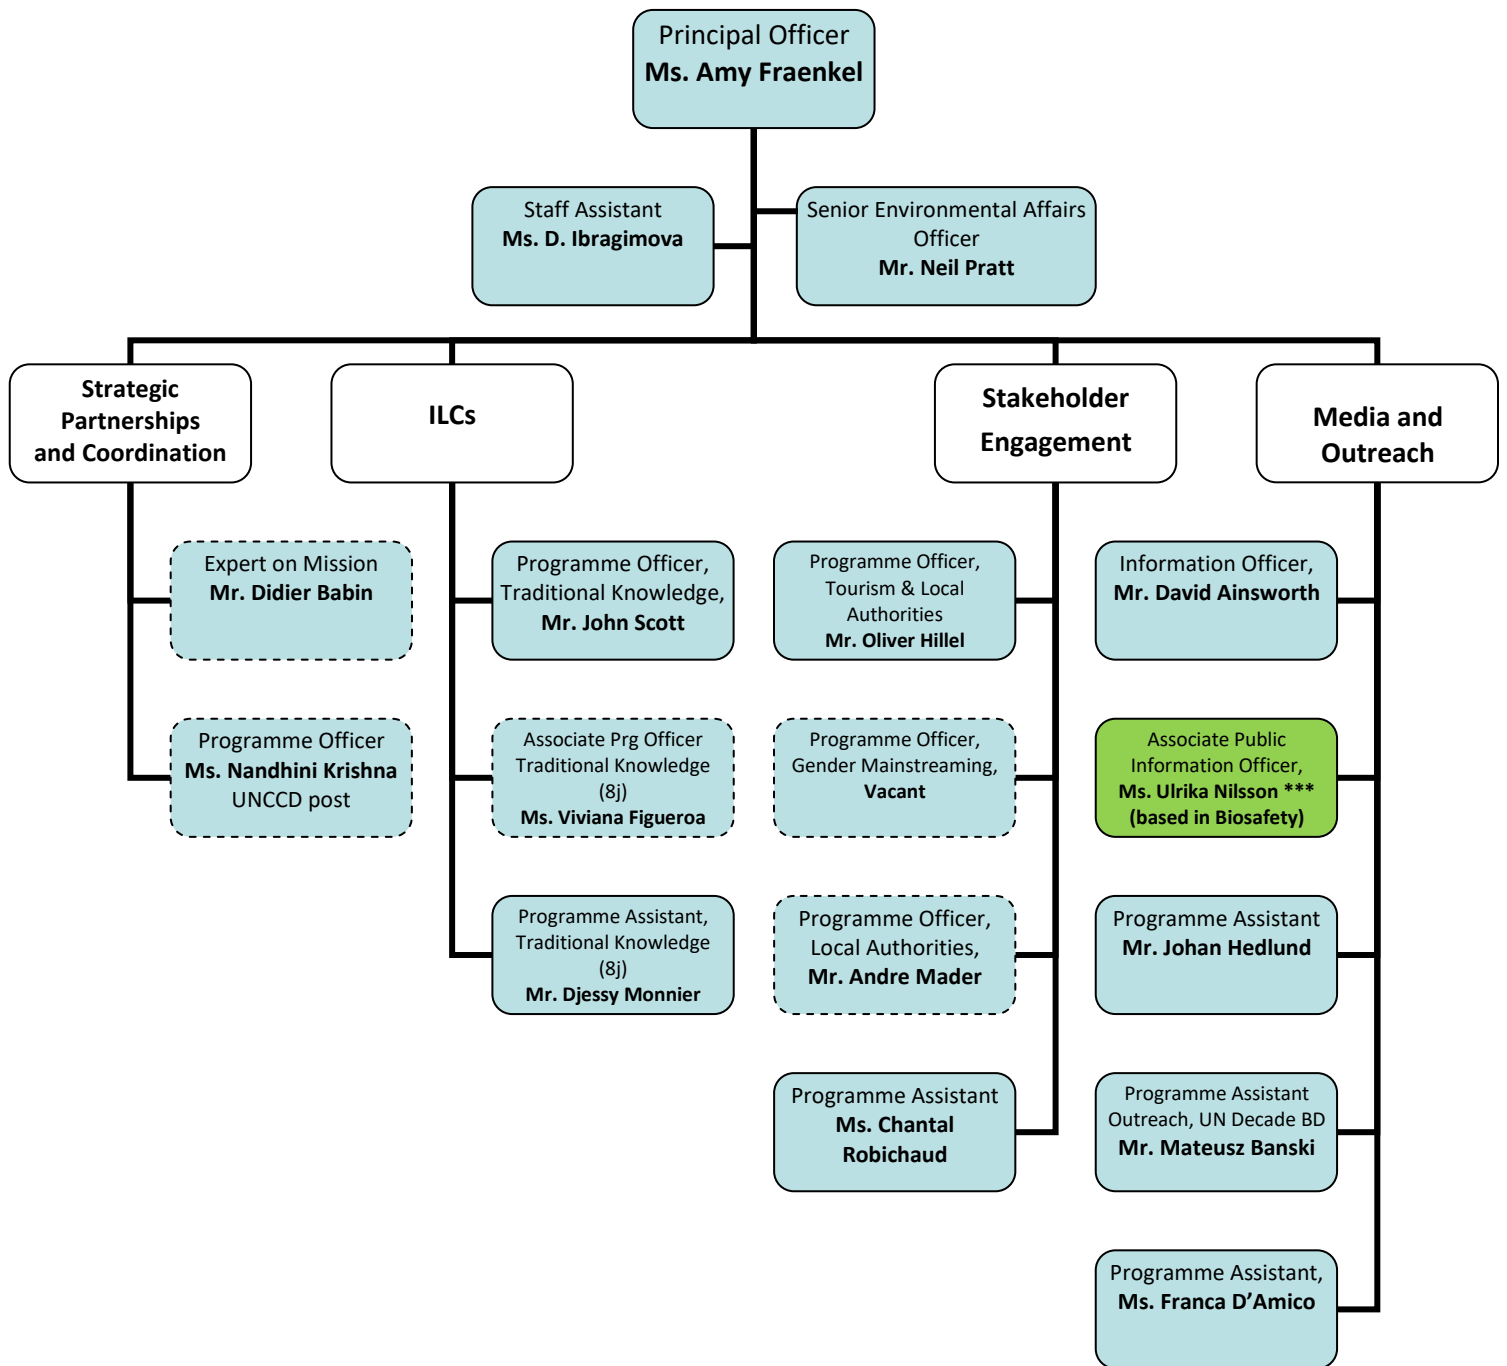 Principal Officer
Ms. Amy Fraenkel
Staff Assistant
Ms. D. Ibragimova
Senior Environmental Affairs
Officer
Mr. Neil Pratt
Strategic
Partnerships
and Coordination
ILCs
Stakeholder
Engagement
Media and
Outreach
Expert on Mission
Mr. Didier Babin
Programme Officer,
Traditional Knowledge,
Mr. John Scott
Programme Officer,
Tourism & Local
Authorities
Mr. Oliver Hillel
Information Officer,
Mr. David Ainsworth
Programme Officer
Ms. Nandhini Krishna
UNCCD post
Associate Prg Officer
Traditional Knowledge
(8j)
Ms. Viviana Figueroa
Programme Officer,
Gender Mainstreaming,
Vacant
Associate Public
Information Officer,
Ms. Ulrika Nilsson ***
(based in Biosafety)
Programme Assistant,
Traditional Knowledge
(8j)
Mr. Djessy Monnier
Programme Officer,
Local Authorities,
Mr. Andre Mader
Programme Assistant
Mr. Johan Hedlund
Programme Assistant
Ms. Chantal
Robichaud
Programme Assistant
Outreach, UN Decade BD
Mr. Mateusz Banski
Programme Assistant,
Ms. Franca D’Amico